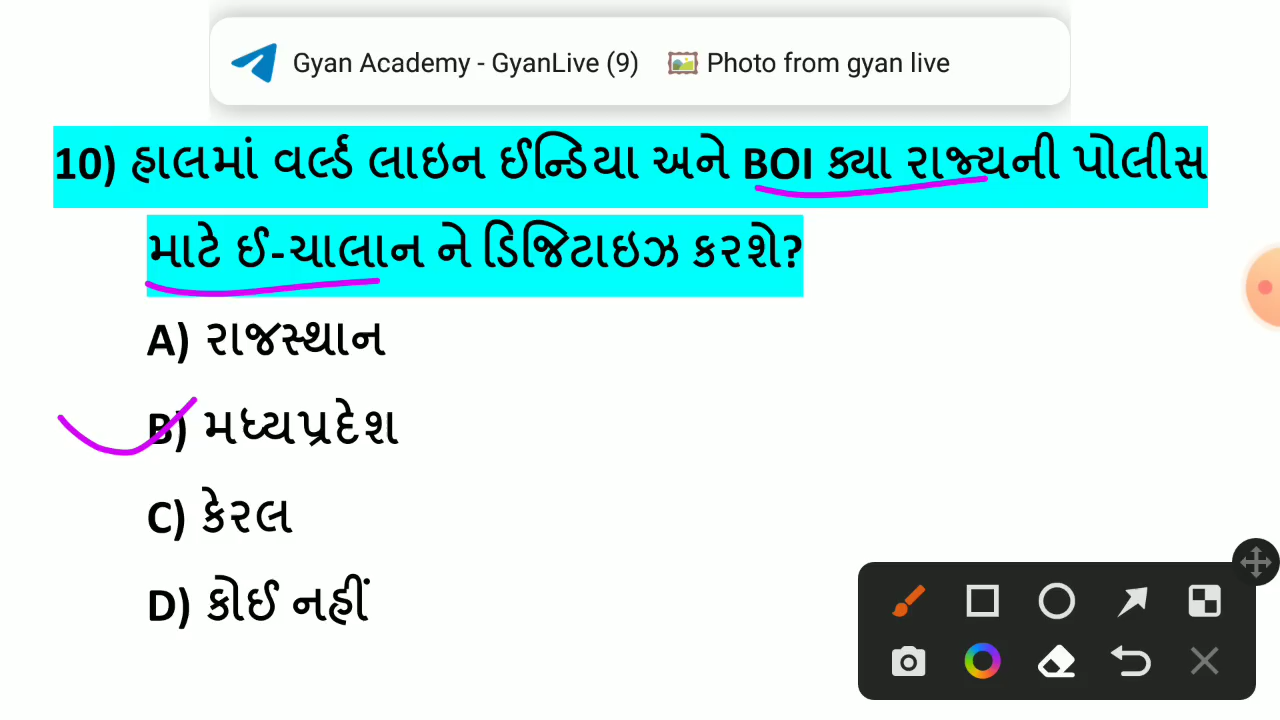 Gyan Academy - GyanLive (9) Photo from gyan live
10) હાલમાં વર્લ્ડ લાઇન ઈન્ડિયા અને BOI ક્યા રાજ્યની પોલીસ
માટે ઈ-ચાલાન ને ડિજિટાઇઝ કરશે?
A) રાજસ્થાન
B) મધ્યપ્રદેશ
C) કેરલ
D) કોઈ નહીં